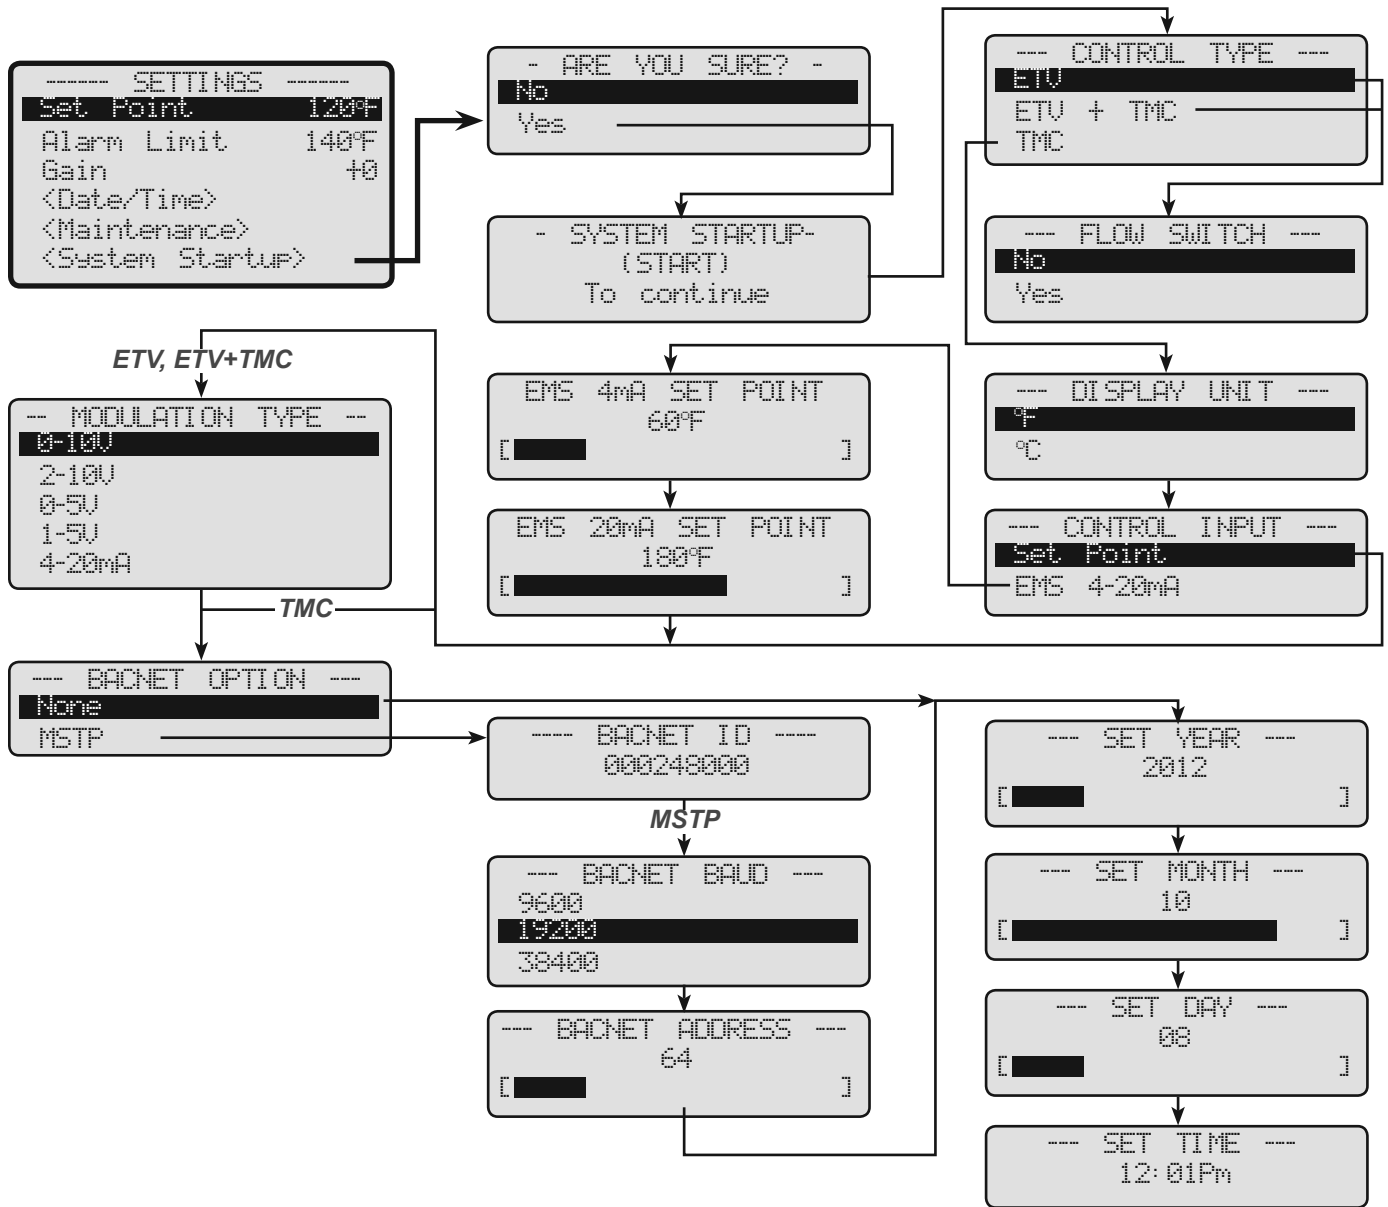 ------ SETTINGS ------
Set Point 120°F
Alarm Limit 140°F
Gain +0
<Date/Time>
<Maintenance>
<System Startup>
- ARE YOU SURE? -
No
Yes
- SYSTEM STARTUP-
(START)
To continue
--- CONTROL TYPE ---
ETV
ETV + TMC
TMC
--- FLOW SWITCH ---
No
Yes
--- DISPLAY UNIT ---
°F
°C
--- CONTROL INPUT ---
Set Point
EMS 4-20mA
EMS 4mA SET POINT
60°F
[ ]
EMS 20mA SET POINT
180°F
[ ]
ETV, ETV+TMC
-- MODULATION TYPE --
0-10V
2-10V
0-5V
1-5V
4-20mA
TMC
--- BACNET OPTION ---
None
MSTP
---- BACNET ID ----
000248000
MSTP
--- BACNET BAUD ---
9600
19200
38400
--- BACNET ADDRESS ---
64
[ ]
--- SET YEAR ---
2012
[ ]
--- SET MONTH ---
10
[ ]
--- SET DAY ---
08
[ ]
--- SET TIME ---
12:01Pm